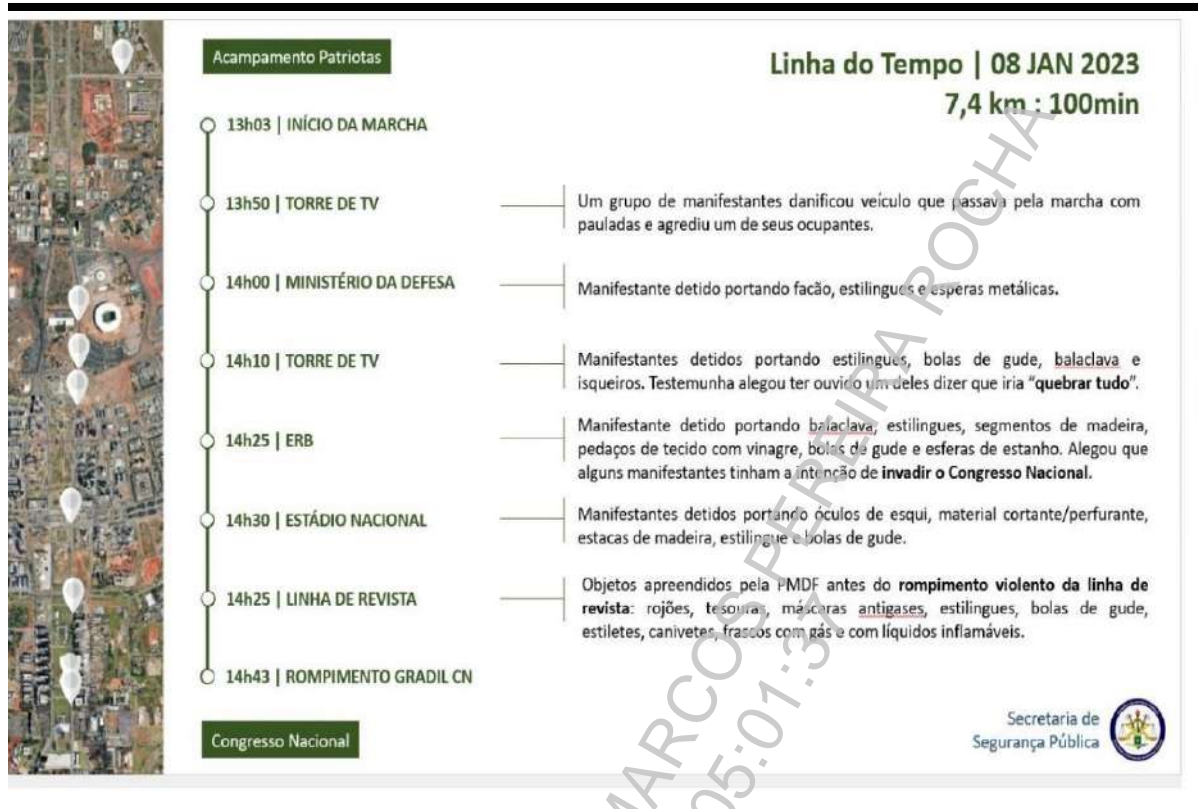 Acampamento Patriotas
Linha do Tempo | 08 JAN 2023
7,4 km : 100min
13h03 | INÍCIO DA MARCHA
13h50 | TORRE DE TV
Um grupo de manifestantes danificou veículo que passava pela marcha com
pauladas e agrediu um de seus ocupantes.
14h00 | MINISTÉRIO DA DEFESA
Manifestante detido portando facão, estilingues e esperas metálicas.
14h10 | TORRE DE TV
Manifestantes detidos portando estilingues, bolas de gude, balaclava e
isqueiros. Testemunha alegou ter ouvido um deles dizer que iria "quebrar tudo".
14h25 | ERB
Manifestante detido portando balaclava, estilingues, segmentos de madeira,
pedaços de tecido com vinagre, bolas de gude e esferas de estanho. Alegou que
alguns manifestantes tinham a intenção de invadir o Congresso Nacional.
14h30 | ESTÁDIO NACIONAL
Manifestantes detidos portando óculos de esqui, material cortante/perfurante,
estacas de madeira, estilingue e bolas de gude.
14h25 | LINHA DE REVISTA
Objetos apreendidos pela PMDF antes do rompimento violento da linha de
revista: rojões, tesouras, máscaras antigases, estilingues, bolas de gude,
estiletes, canivetes, frascos com gás e com líquidos inflamáveis.
14h43 | ROMPIMENTO GRADIL CN
Congresso Nacional
Secretaria de
Segurança Pública
MARCOS PEREIRA ROCHA
05:01:37